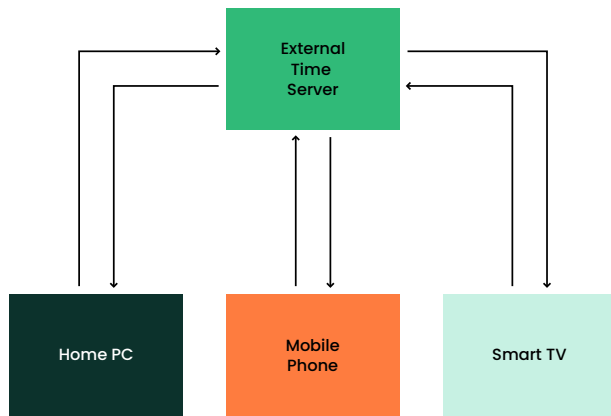 External
Time
Server
Home PC
Mobile
Phone
Smart TV